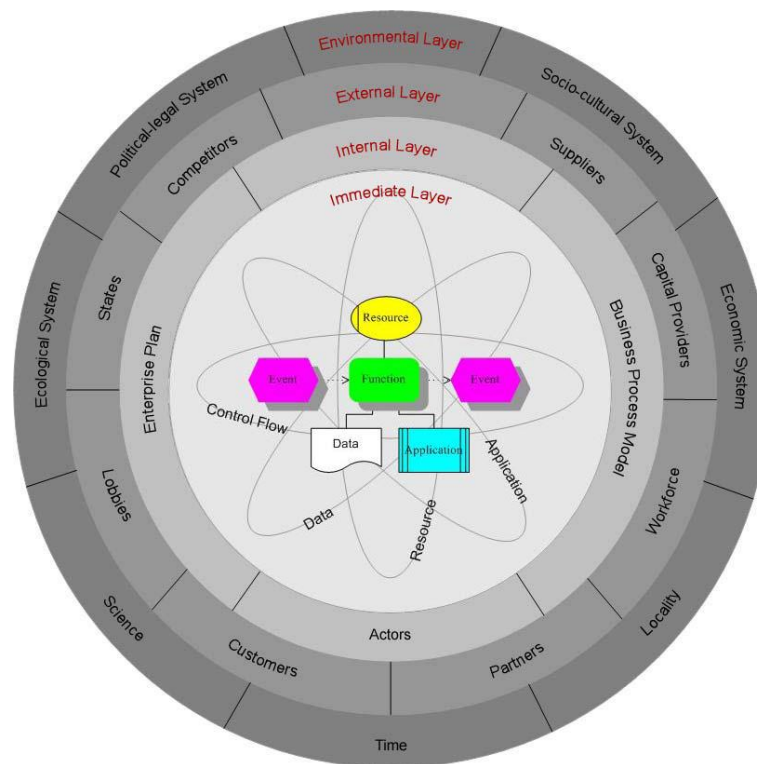 Environmental Layer
Political-legal System
Socio-cultural System
External Layer
Competitors
Suppliers
Internal Layer
Immediate Layer
Ecological System
States
Enterprise Plan
Resource
Event
Function
Event
Business Process Model
Capital Providers
Economic System
Control Flow
Data
Application
Application
Data
Resource
Lobbies
Workforce
Science
Customers
Actors
Partners
Locality
Time